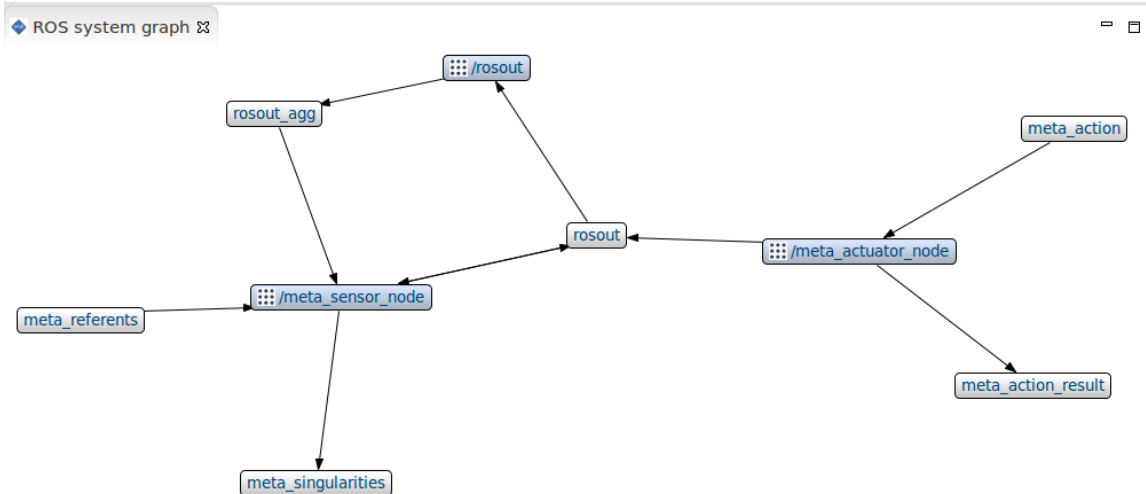 ROS system graph
/rosout
rosout_agg
meta_action
rosout
/meta_actuator_node
/meta_sensor_node
meta_referents
meta_action_result
meta_singularities